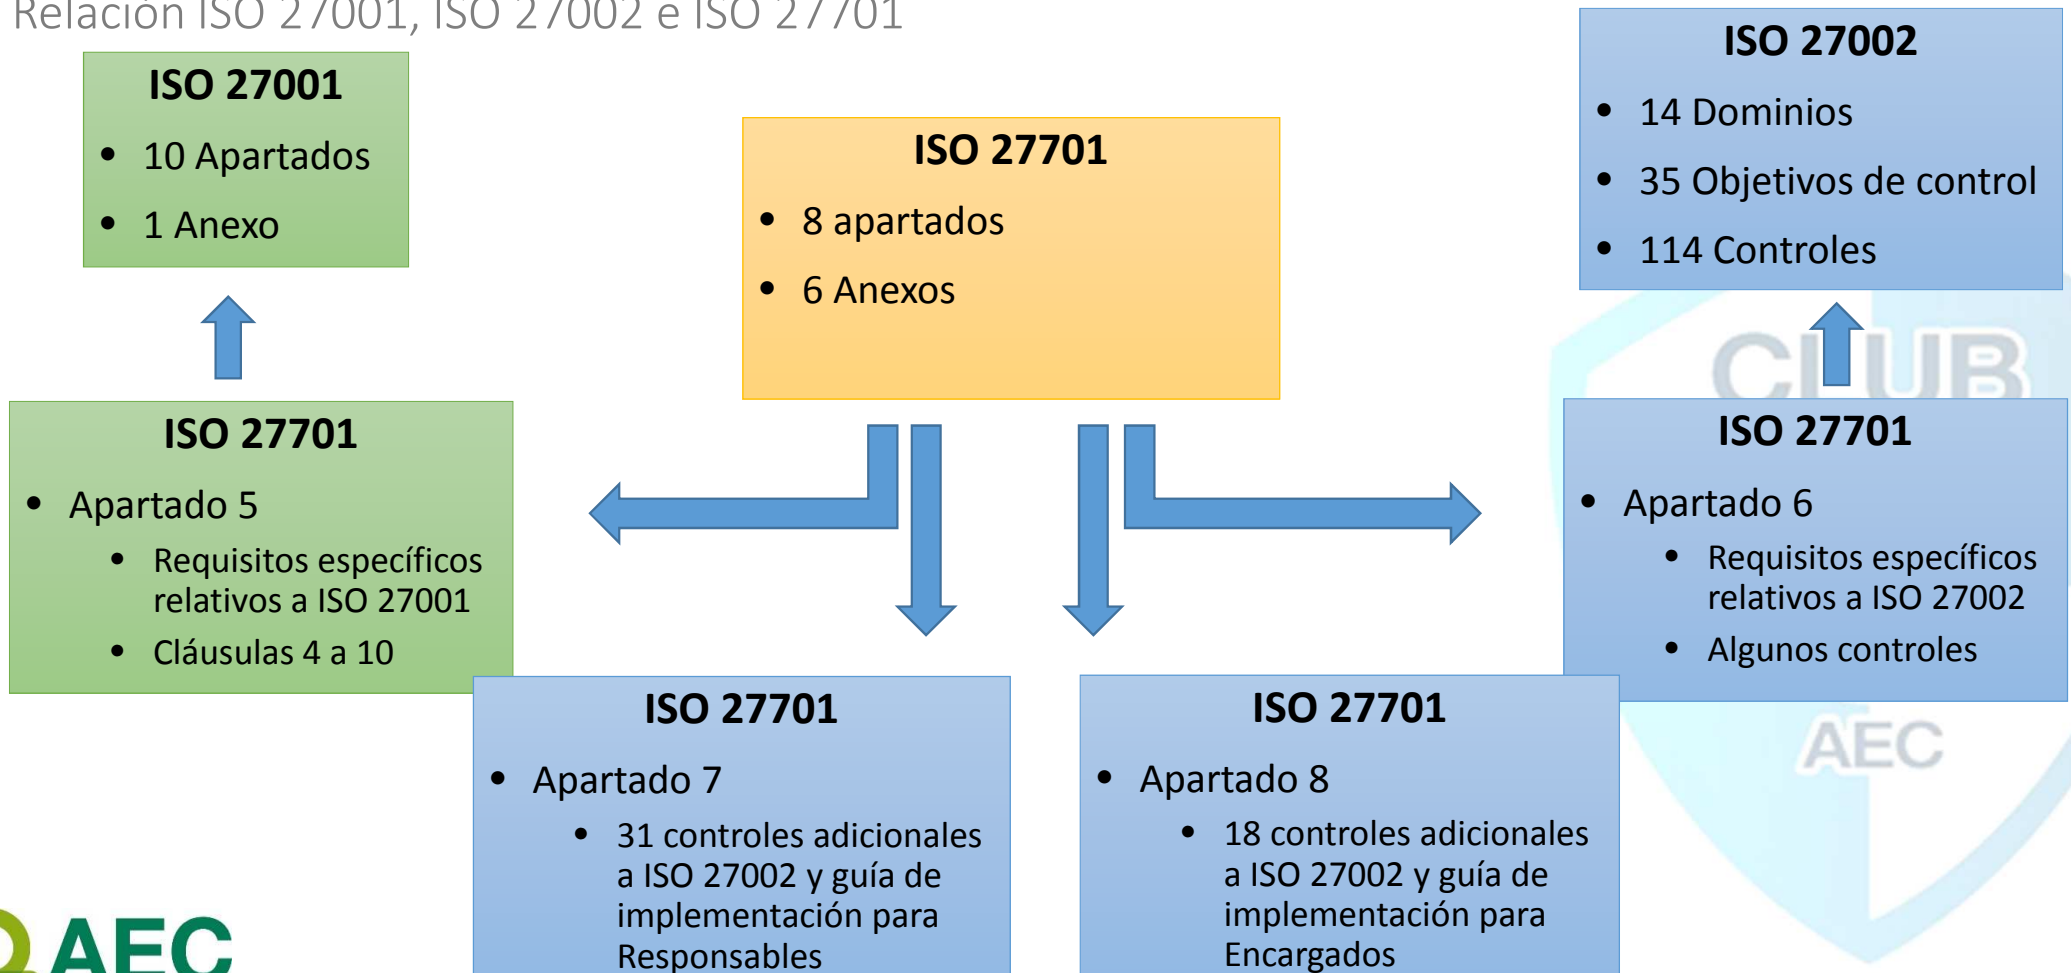 Relación ISO 27001, ISO 27002 e ISO 27701
ISO 27001
• 10 Apartados
• 1 Anexo
ISO 27701
• 8 apartados
• 6 Anexos
ISO 27002
• 14 Dominios
• 35 Objetivos de control
• 114 Controles
CLUB
ISO 27701
• Apartado 5
• Requisitos específicos
relativos a ISO 27001
• Cláusulas 4 a 10
ISO 27701
• Apartado 6
• Requisitos específicos
relativos a ISO 27002
• Algunos controles
ISO 27701
• Apartado 7
• 31 controles adicionales
a ISO 27002 y guía de
implementación para
Responsables
ISO 27701
• Apartado 8
• 18 controles adicionales
a ISO 27002 y guía de
implementación para
Encargados
AEC
AEC